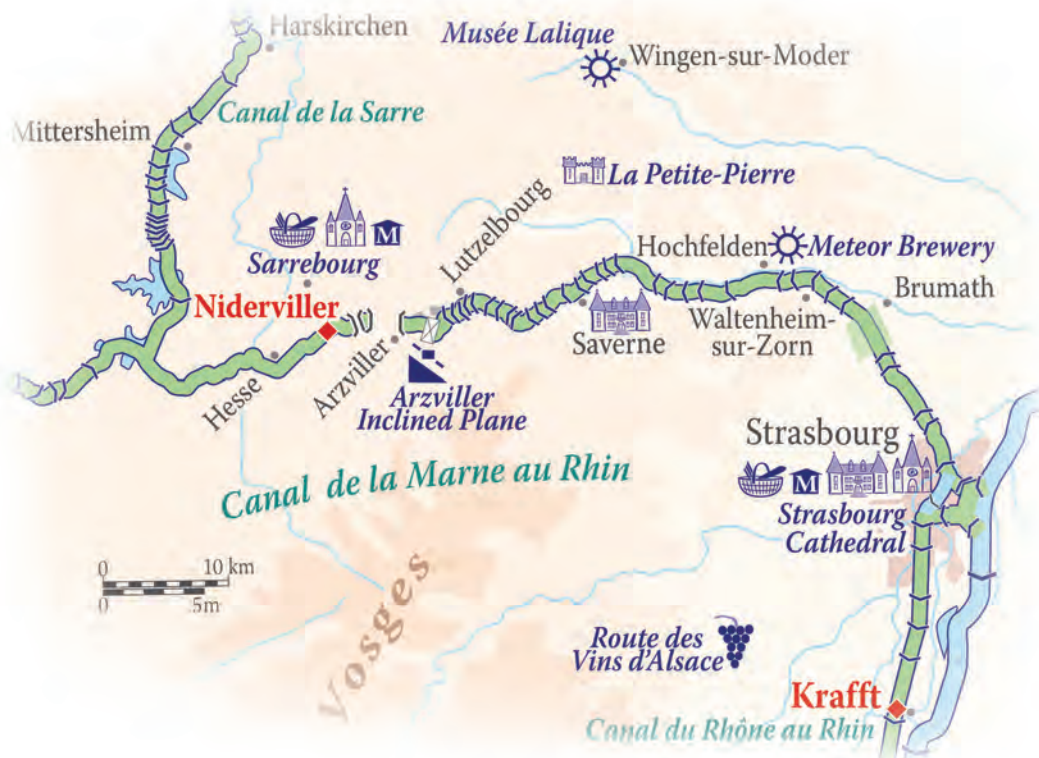 Harskirchen
Musée Lalique
Wingen-sur-Moder
Canal de la Sarre
Mittersheim
La Petite-Pierre
Lutzelbourg
Hochfelden
Meteor Brewery
M
Sarrebourg
Niderviller
Brumath
Waltenheim-
sur-Zorn
Saverne
Hesse
Arzviller
Arzviller
Inclined Plane
Strasbourg
Canal de la Marne au Rhin
M
Strasbourg
Cathedral
0 10 km
0 5m
Vosges
Route des
Vins d'Alsace
Krafft
Canal du Rhône au Rhin